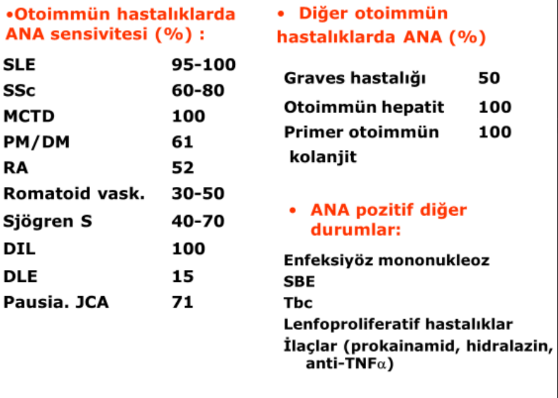 •Otoimmün hastalıklarda
ANA sensivitesi (%) :
SLE 95-100
SSc 60-80
MCTD 100
PM/DM 61
RA 52
Romatoid vask. 30-50
Sjögren S 40-70
DIL 100
DLE 15
Pausia. JCA 71
• Diğer otoimmün
hastalıklarda ANA (%)
Graves hastalığı 50
Otoimmün hepatit 100
Primer otoimmün 100
kolanjit
• ANA pozitif diğer
durumlar:
Enfeksiyöz mononukleoz
SBE
Tbc
Lenfoproliferatif hastalıklar
İlaçlar (prokainamid, hidralazin,
anti-TNFα)